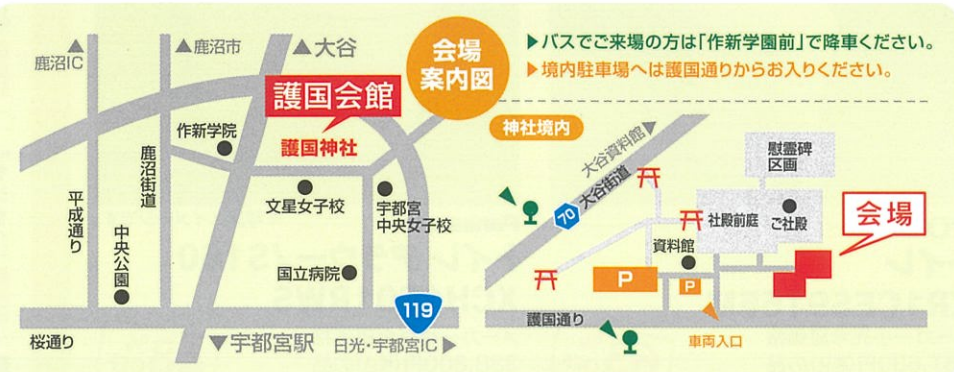 鹿沼IC
鹿沼市
大谷
会場
案内図
▶バスでご来場の方は「作新学園前」で降車ください。
▶境内駐車場へは護国通りからお入りください。
護国会館
護国神社
作新学院
鹿沼街道
平成通り
中央公園
文星女子校
宇都宮
中央女子校
国立病院
119
桜通り
▼宇都宮駅
日光・宇都宮IC▶
神社境内
大谷資料館▶
70
大谷街道
慰霊碑
区画
社殿前庭
ご社殿
会場
資料館
P
P
護国通り
車両入口